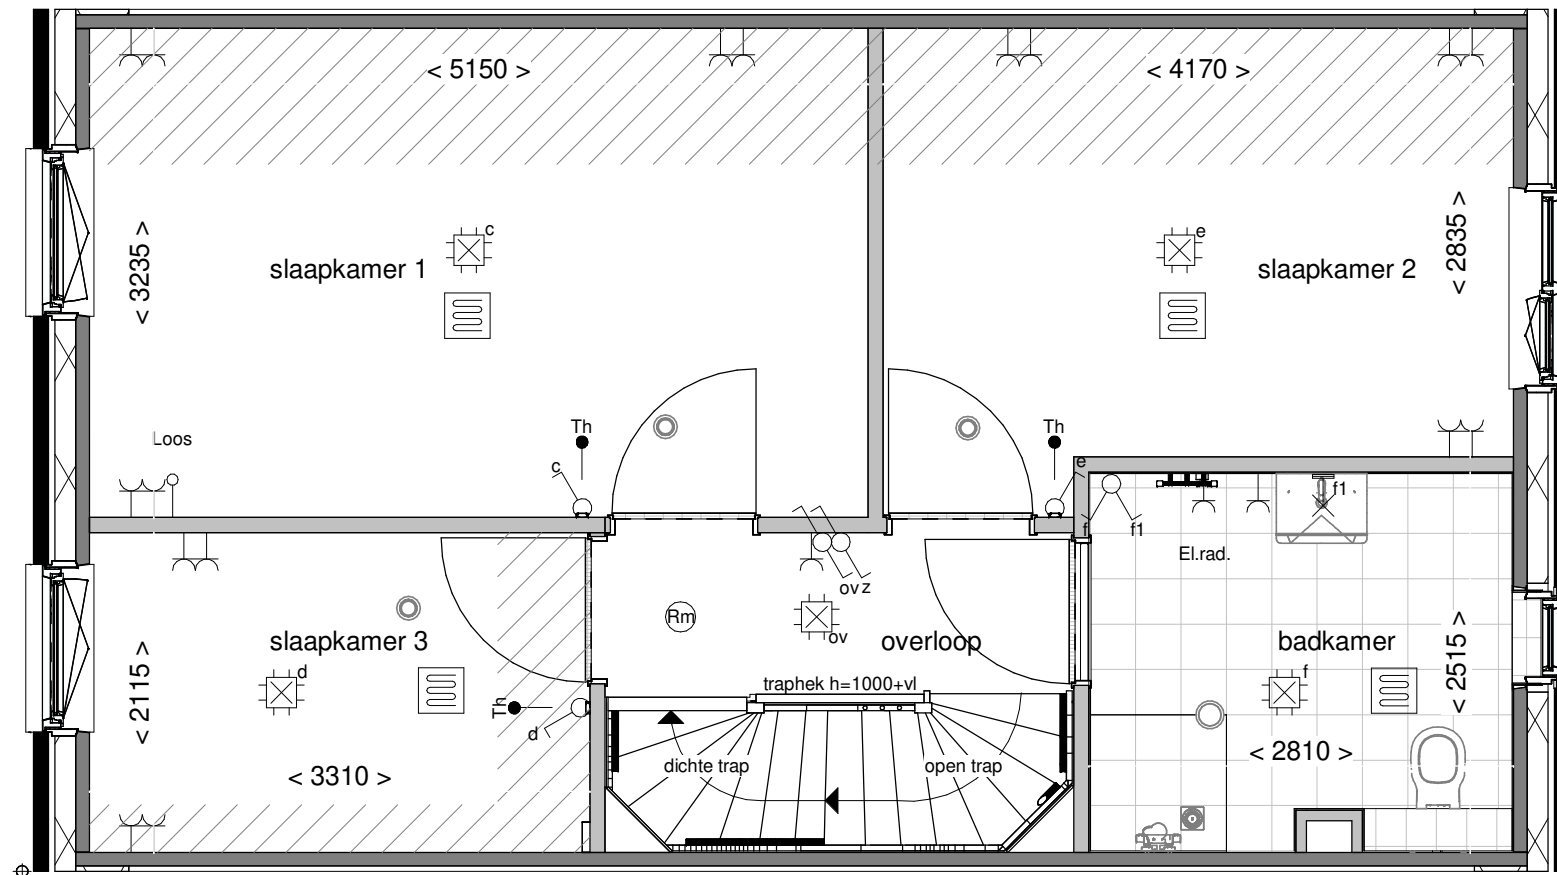 < 5150 >
< 4170 >
< 3235 >
slaapkamer 1
c
e
slaapkamer 2
< 2835 >
Loos
Th
c
Th
e
f
f1
f1
El.rad.
ov z
Rm
ov
overloop
slaapkamer 3
d
< 2115 >
Th
d
< 3310 >
traphek h=1000+vl
dichte trap
open trap
badkamer
f
< 2515 >
< 2810 >